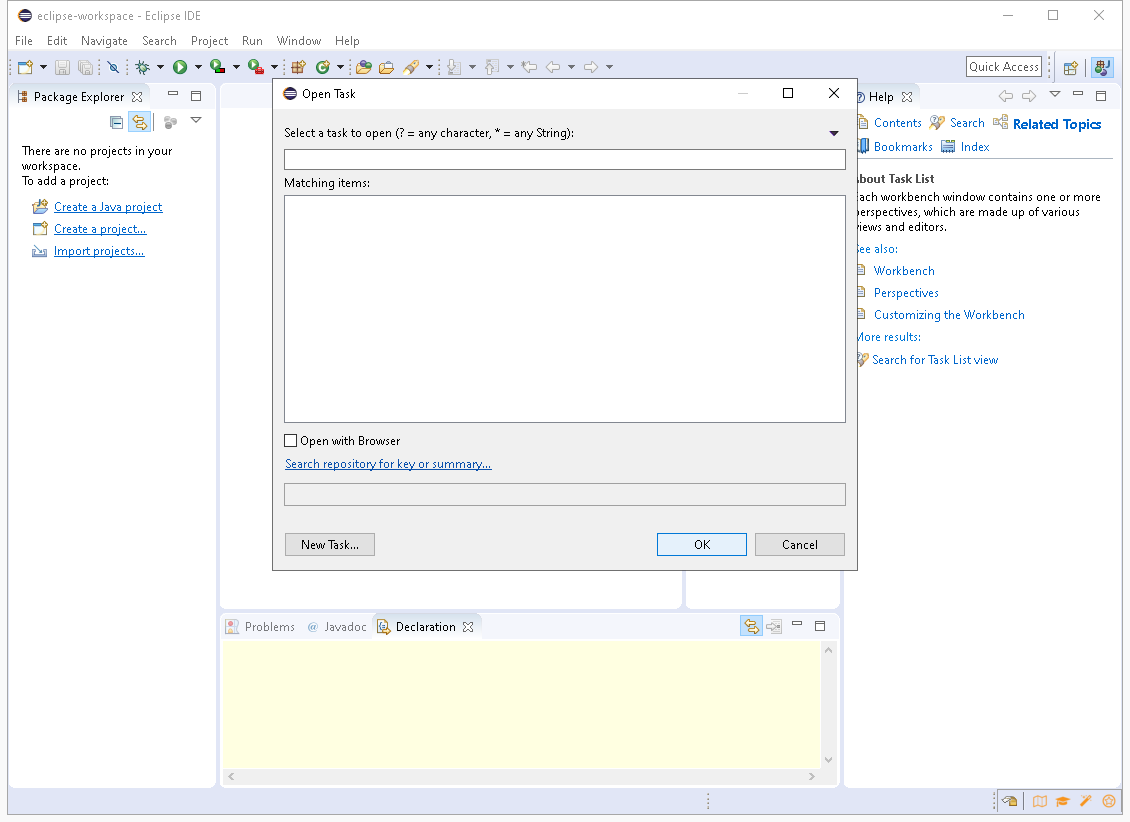 eclipse-workspace - Eclipse IDE
File Edit Navigate Search Project Run Window Help
Quick Access
Package Explorer
There are no projects in your
workspace.
To add a project:
Create a Java project
Create a project...
Import projects...
Open Task
Select a task to open (? = any character, * = any String):
Matching items:
Open with Browser
Search repository for key or summary...
New Task...
OK
Cancel
Help
Contents Search Related Topics
Bookmarks Index
About Task List
Each workbench window contains one or more
perspectives, which are made up of various
views and editors.
See also:
Workbench
Perspectives
Customizing the Workbench
More results:
Search for Task List view
Problems @ Javadoc Declaration